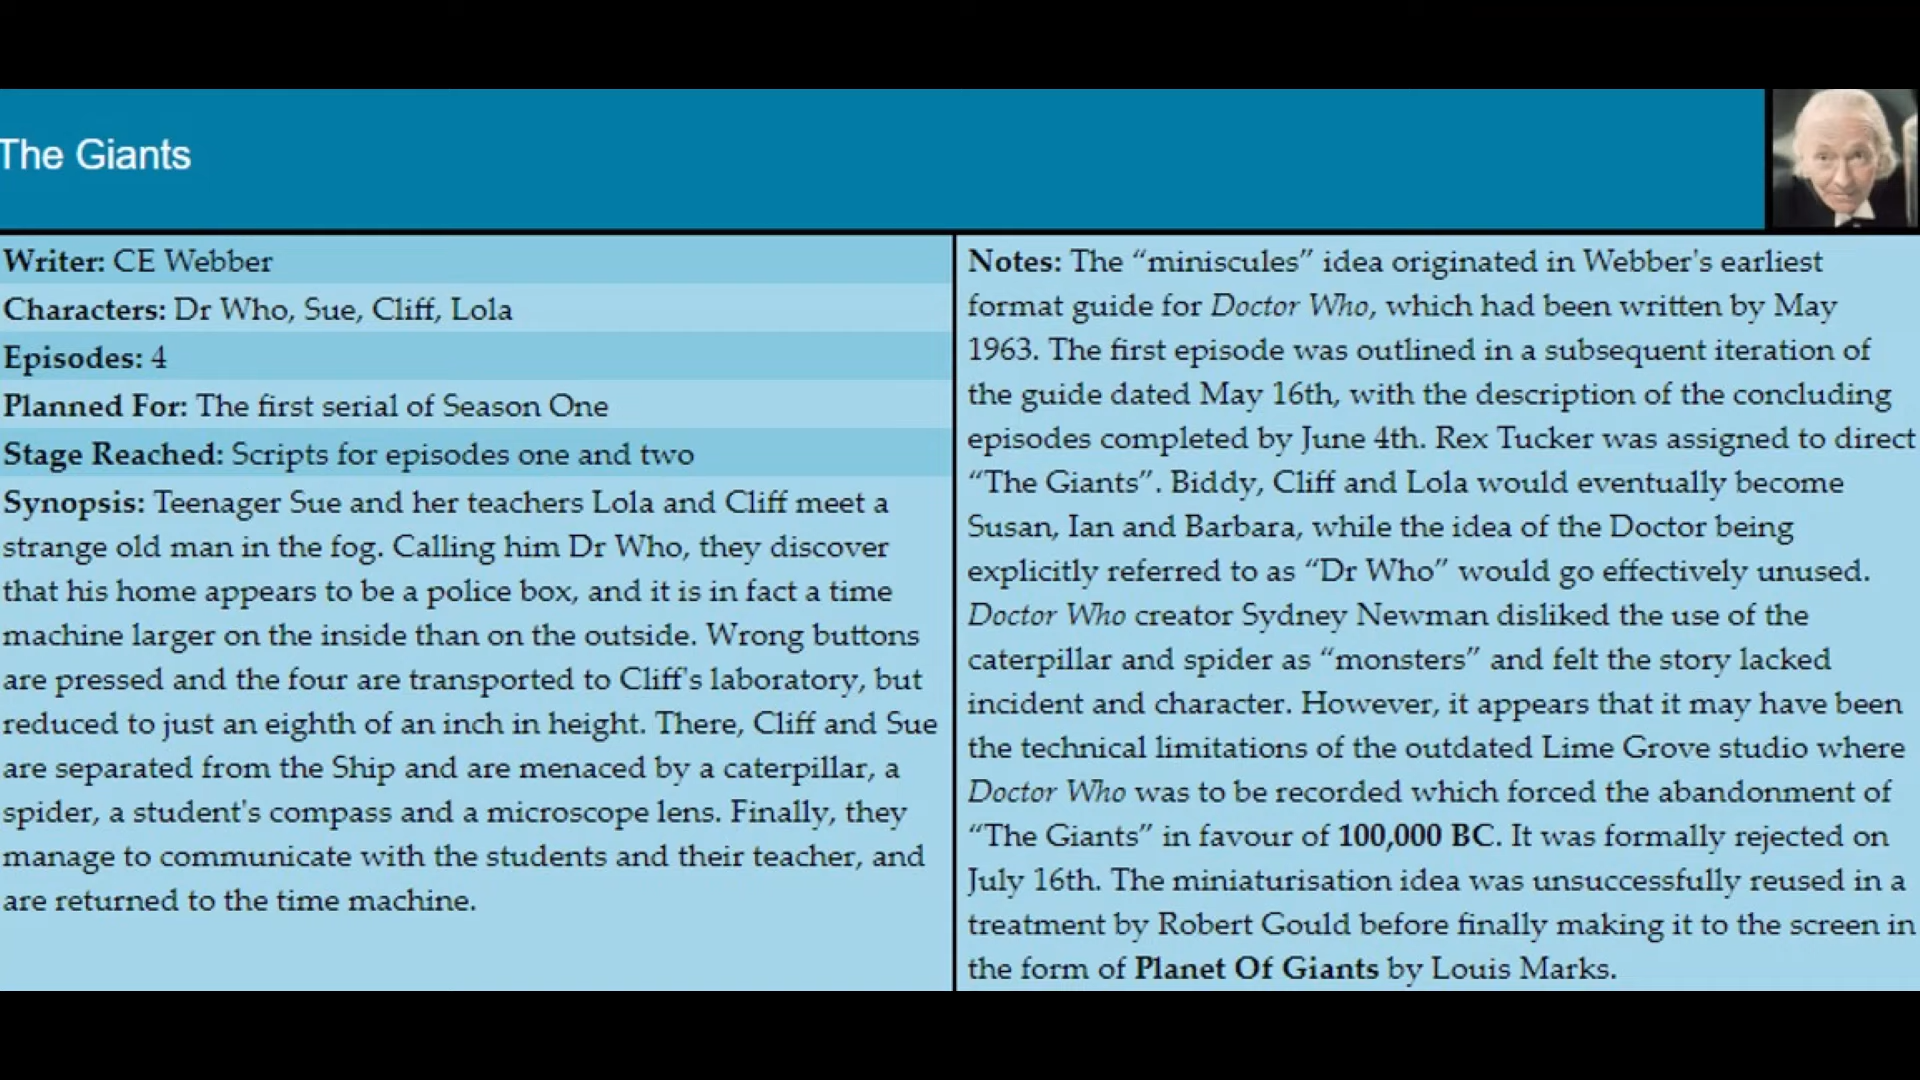 The Giants
Writer: CE Webber
Characters: Dr Who, Sue, Cliff, Lola
Episodes: 4
Planned For: The first serial of Season One
Stage Reached: Scripts for episodes one and two
Synopsis: Teenager Sue and her teachers Lola and Cliff meet a
strange old man in the fog. Calling him Dr Who, they discover
that his home appears to be a police box, and it is in fact a time
machine larger on the inside than on the outside. Wrong buttons
are pressed and the four are transported to Cliff's laboratory, but
reduced to just an eighth of an inch in height. There, Cliff and Sue
are separated from the Ship and are menaced by a caterpillar, a
spider, a student's compass and a microscope lens. Finally, they
manage to communicate with the students and their teacher, and
are returned to the time machine.
Notes: The “miniscules” idea originated in Webber's earliest
format guide for Doctor Who, which had been written by May
1963. The first episode was outlined in a subsequent iteration of
the guide dated May 16th, with the description of the concluding
episodes completed by June 4th. Rex Tucker was assigned to direct
“The Giants”. Biddy, Cliff and Lola would eventually become
Susan, Ian and Barbara, while the idea of the Doctor being
explicitly referred to as “Dr Who” would go effectively unused.
Doctor Who creator Sydney Newman disliked the use of the
caterpillar and spider as “monsters” and felt the story lacked
incident and character. However, it appears that it may have been
the technical limitations of the outdated Lime Grove studio where
Doctor Who was to be recorded which forced the abandonment of
“The Giants” in favour of 100,000 BC. It was formally rejected on
July 16th. The miniaturisation idea was unsuccessfully reused in a
treatment by Robert Gould before finally making it to the screen in
the form of Planet Of Giants by Louis Marks.